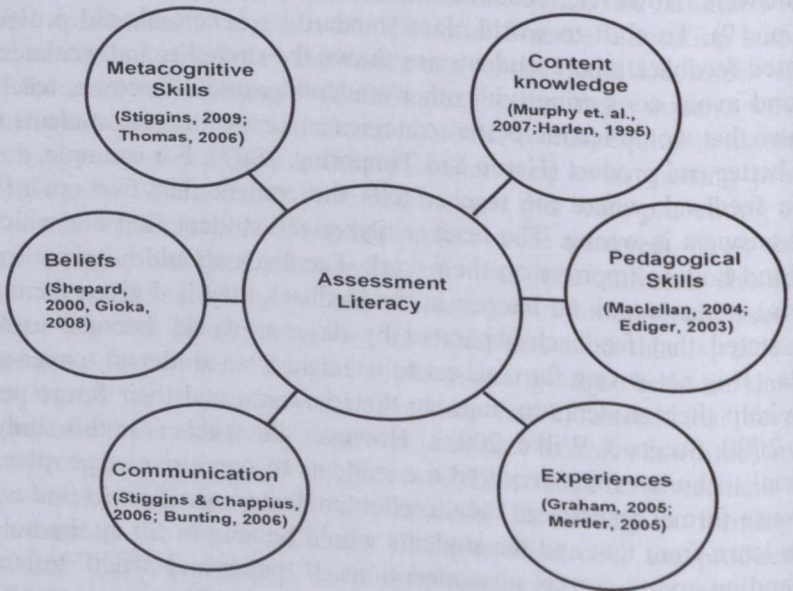 Metacognitive
Skills
(Stiggins, 2009;
Thomas, 2006)
Content
Knowledge
(Murphy et. al.,
2007;Harlen, 1995)
Beliefs
(Shepard,
2000, Gioka,
2008)
Assessment
Literacy
Pedagogical
Skills
(Maclellan, 2004;
Ediger, 2003)
Communication
(Stiggins & Chappius,
2006; Bunting, 2006)
Experiences
(Graham, 2005;
Mertler, 2005)